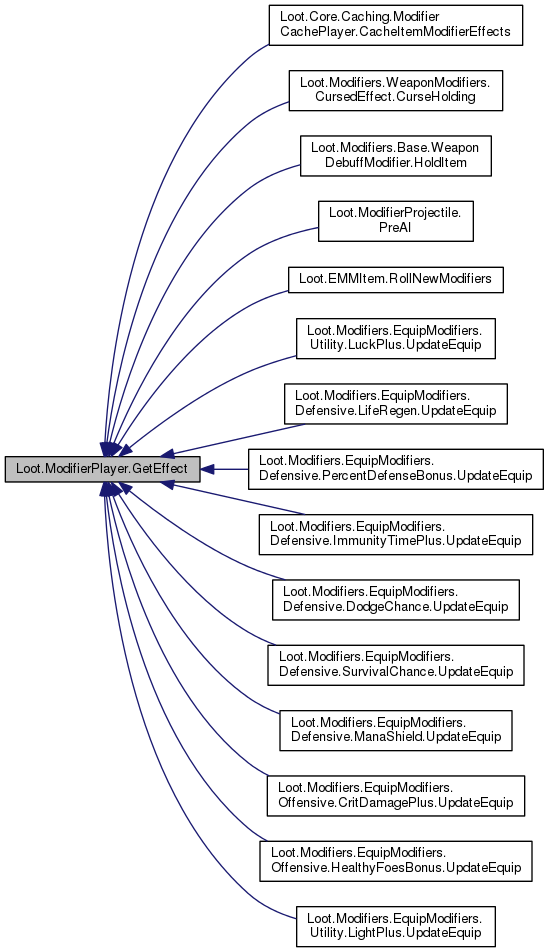 Loot.Core.Caching.Modifier
CachePlayer.CacheItemModifierEffects
Loot.Modifiers.WeaponModifiers.
CursedEffect.CurseHolding
Loot.Modifiers.Base.Weapon
DebuffModifier.HoldItem
Loot.ModifierProjectile.
PreAI
Loot.EMMItem.RollNewModifiers
Loot.Modifiers.EquipModifiers.
Utility.LuckPlus.UpdateEquip
Loot.Modifiers.EquipModifiers.
Defensive.LifeRegen.UpdateEquip
Loot.ModifierPlayer.GetEffect
Loot.Modifiers.EquipModifiers.
Defensive.PercentDefenseBonus.UpdateEquip
Loot.Modifiers.EquipModifiers.
Defensive.ImmunityTimePlus.UpdateEquip
Loot.Modifiers.EquipModifiers.
Defensive.DodgeChance.UpdateEquip
Loot.Modifiers.EquipModifiers.
Defensive.SurvivalChance.UpdateEquip
Loot.Modifiers.EquipModifiers.
Defensive.ManaShield.UpdateEquip
Loot.Modifiers.EquipModifiers.
Offensive.CritDamagePlus.UpdateEquip
Loot.Modifiers.EquipModifiers.
Offensive.HealthyFoesBonus.UpdateEquip
Loot.Modifiers.EquipModifiers.
Utility.LightPlus.UpdateEquip